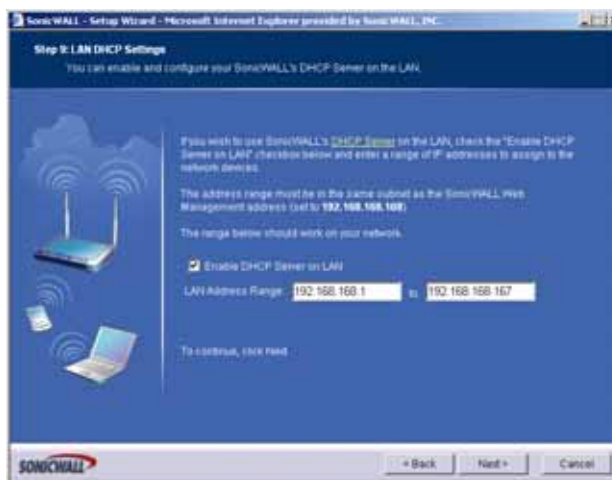 SonicWALL - Setup Wizard - Microsoft Internet Explorer provided by SonicWALL, INC.
Step 9: LAN DHCP Settings
You can enable and configure your SonicWALL's DHCP Server on the LAN.
If you wish to use SonicWALL's DHCP Server on the LAN, check the "Enable DHCP
Server on LAN" checkbox below and enter a range of IP addresses to assign to the
network devices.
The address range must be in the same subnet as the SonicWALL Web
Management address (set to 192.168.168.168)
The range below should work on your network.
Enable DHCP Server on LAN
LAN Address Range: 192.168.168.1 to 192.168.168.167
To continue, click Next.
SONICWALL
< Back Next > Cancel